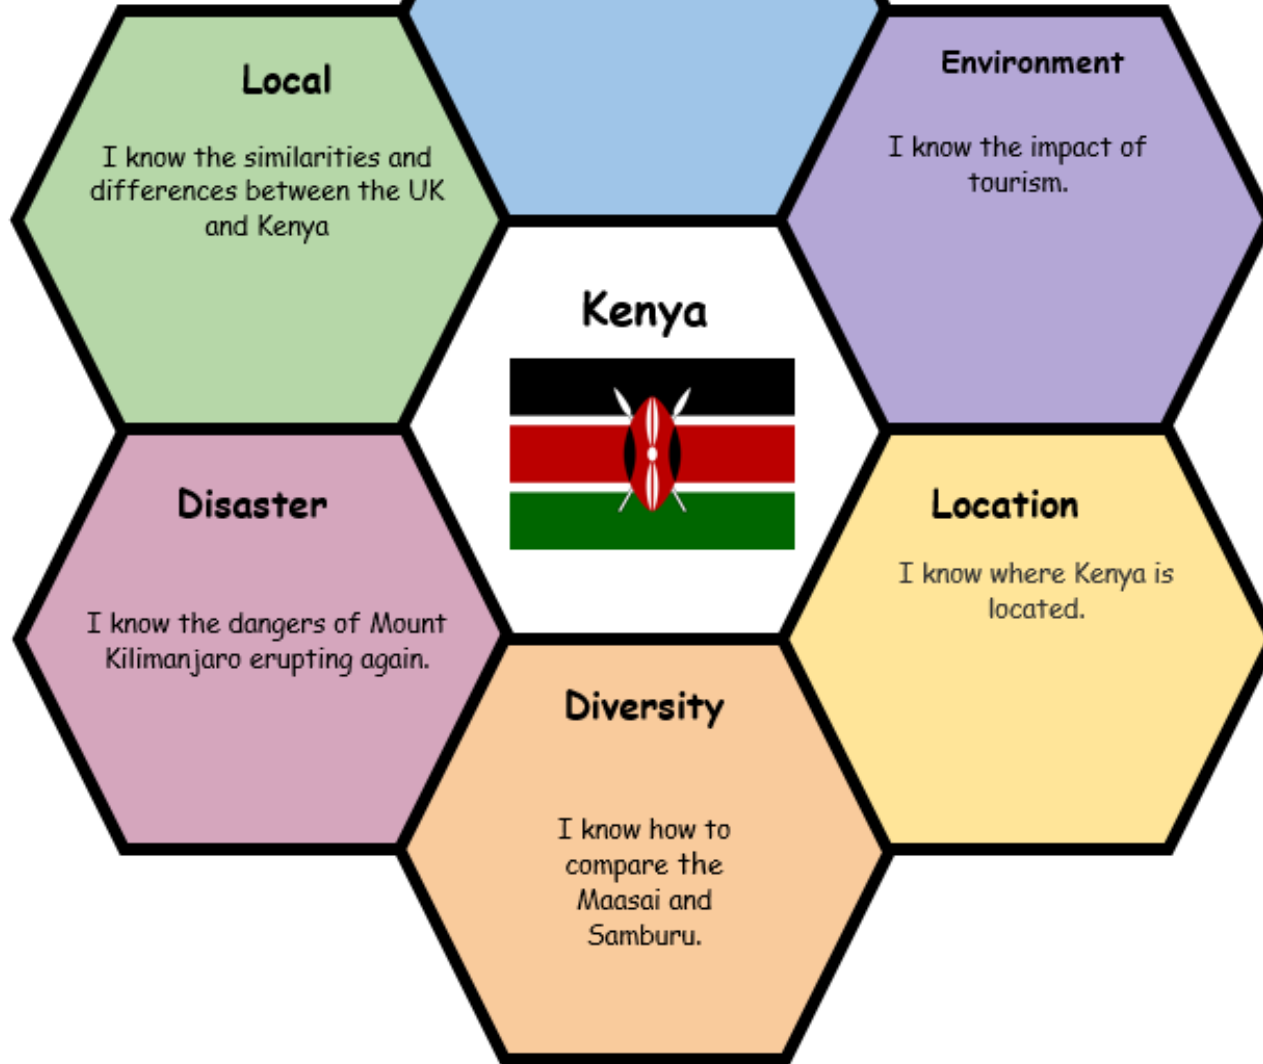 Local
I know the similarities and
differences between the UK
and Kenya
Environment
I know the impact of
tourism.
Kenya
Disaster
I know the dangers of Mount
Kilimanjaro erupting again.
Location
I know where Kenya is
located.
Diversity
I know how to
compare the
Maasai and
Samburu.